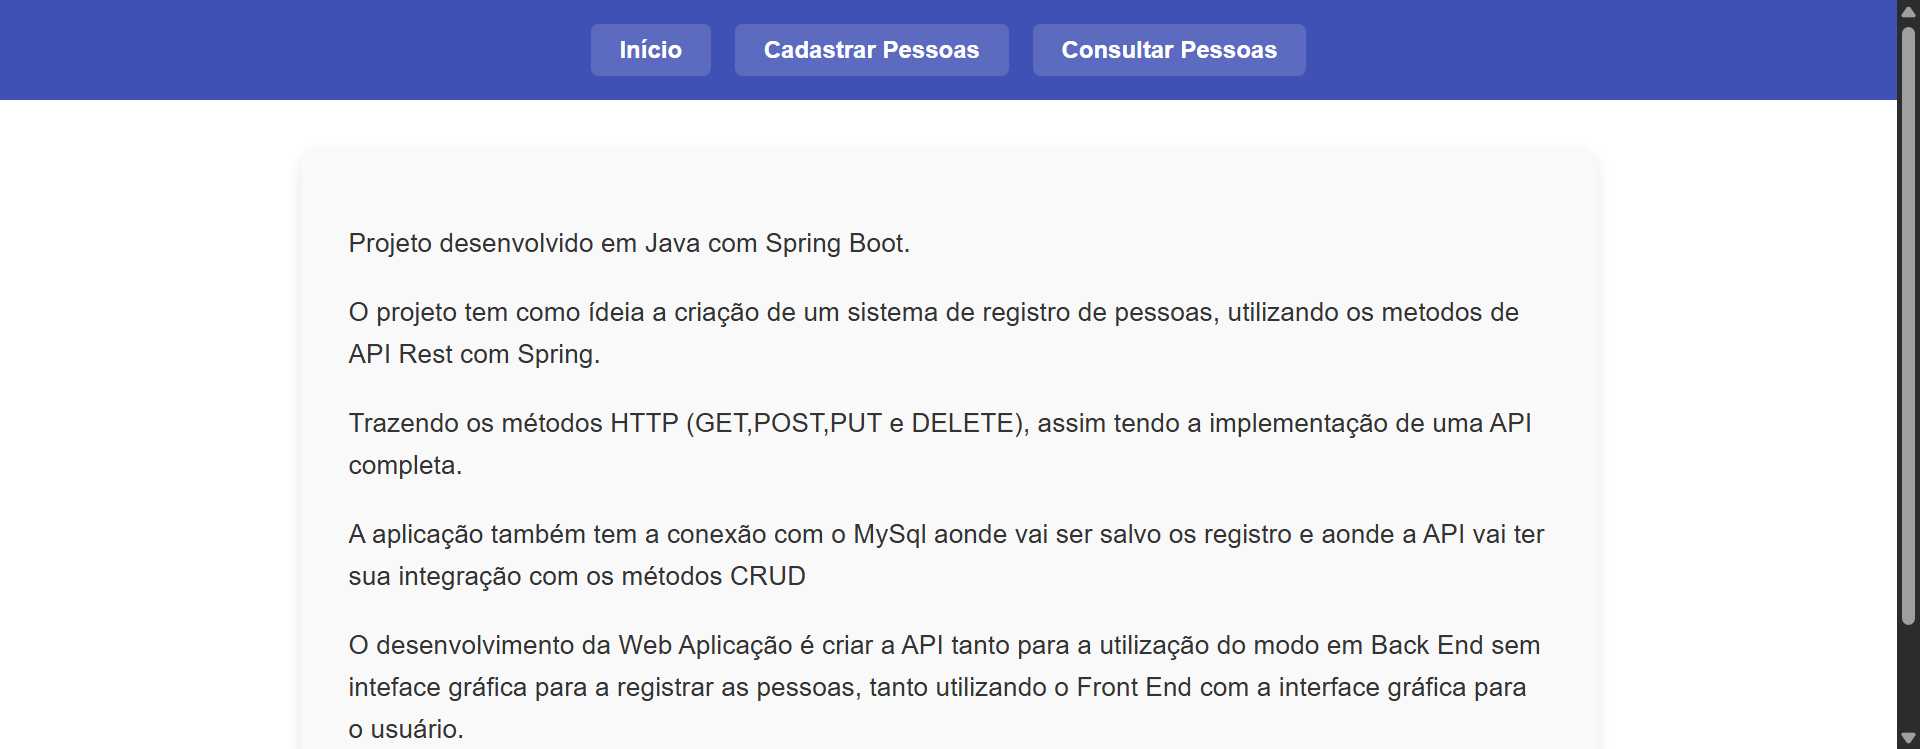 Início
Cadastrar Pessoas
Consultar Pessoas
Projeto desenvolvido em Java com Spring Boot.
O projeto tem como ídeia a criação de um sistema de registro de pessoas, utilizando os metodos de
API Rest com Spring.
Trazendo os métodos HTTP (GET,POST,PUT e DELETE), assim tendo a implementação de uma API
completa.
A aplicação também tem a conexão com o MySql aonde vai ser salvo os registro e aonde a API vai ter
sua integração com os métodos CRUD
O desenvolvimento da Web Aplicação é criar a API tanto para a utilização do modo em Back End sem
inteface gráfica para a registrar as pessoas, tanto utilizando o Front End com a interface gráfica para
o usuário.